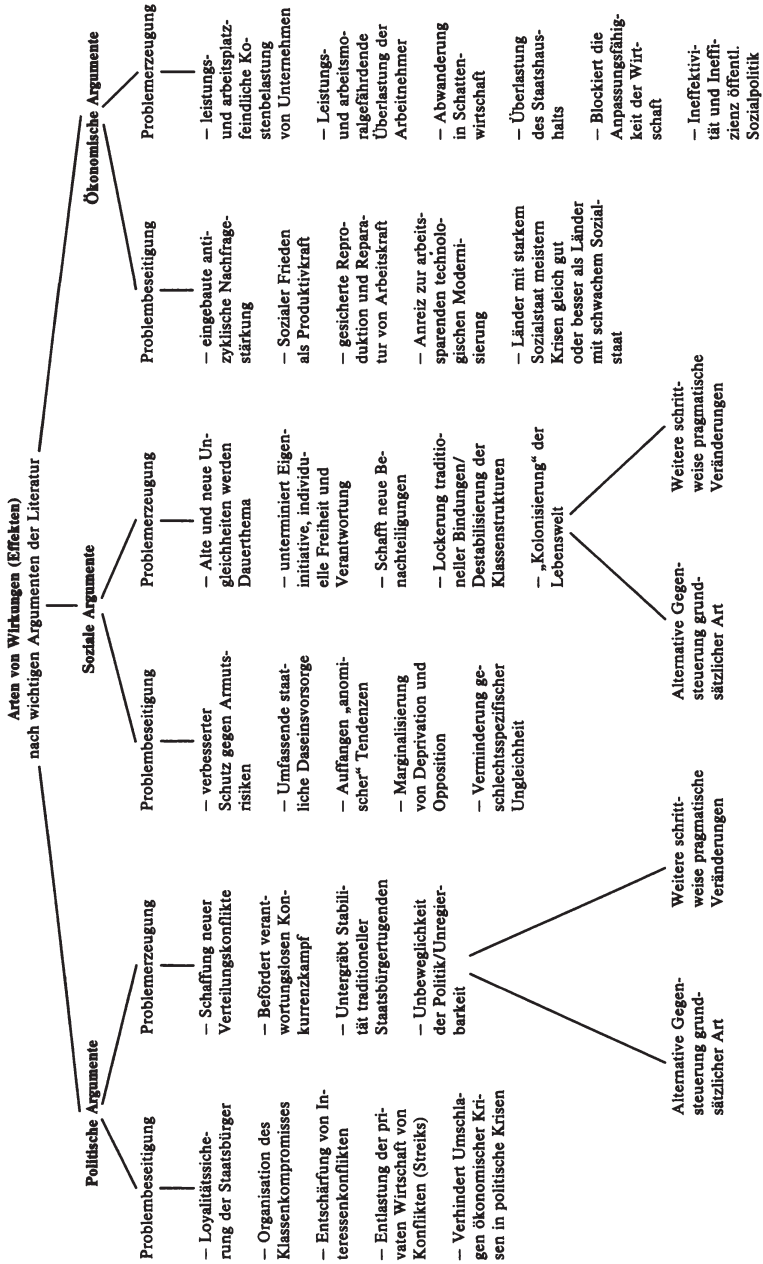 Arten von Wirkungen (Effekten)
nach wichtigen Argumenten der Literatur
Politische Argumente
Problembeseitigung
– Loyalitätssiche-
rung der Staatsbürger
– Organisation des
Klassenkompromisses
– Entschärfung von In-
teressenkonflikten
– Entlastung der pri-
vaten Wirtschaft von
Konflikten (Streiks)
– Verhindert Umschla-
gen ökonomischer Kri-
sen in politische Krisen
Problemerzeugung
– Schaffung neuer
Verteilungskonflikte
– Befördert verant-
wortungslosen Kon-
kurrenzkampf
– Untergräbt Stabili-
tät traditioneller
Staatsbürgertugenden
– Unbeweglichkeit
der Politik/Unregier-
barkeit
Alternative Gegen-
steuerung grund-
sätzlicher Art
Weitere schritt-
weise pragmatische
Veränderungen
Soziale Argumente
Problembeseitigung
– verbesserter
Schutz gegen Armuts-
risiken
– Umfassende staat-
liche Daseinsvorsorge
– Auffangen „anomi-
scher“ Tendenzen
– Marginalisierung
von Deprivation und
Opposition
– Verminderung ge-
schlechtsspezifischer
Ungleichheit
Problemerzeugung
– Alte und neue Un-
gleichheiten werden
Dauerthema
– unterminiert Eigen-
initiative, individu-
elle Freiheit und
Verantwortung
– Schafft neue Be-
nachteiligungen
– Lockerung traditio-
neller Bindungen/
Destabilisierung der
Klassenstrukturen
– „Kolonisierung“ der
Lebenswelt
Alternative Gegen-
steuerung grund-
sätzlicher Art
Weitere schritt-
weise pragmatische
Veränderungen
Ökonomische Argumente
Problembeseitigung
– eingebaute anti-
zyklische Nachfrage-
stärkung
– Sozialer Frieden
als Produktivkraft
– gesicherte Repro-
duktion und Repara-
tur von Arbeitskraft
– Anreiz zur arbeits-
sparenden technolo-
gischen Moderni-
sierung
– Länder mit starkem
Sozialstaat meistern
Krisen gleich gut
oder besser als Länder
mit schwachem Sozial-
staat
Problemerzeugung
– leistungs-
und arbeitsplatz-
feindliche Ko-
stenbelastung
von Unternehmen
– Leistungs-
und arbeitsmo-
ralgefährdende
Überlastung der
Arbeitnehmer
– Abwanderung
in Schatten-
wirtschaft
– Überlastung
des Staatshaus-
halts
– Blockiert die
Anpassungsfähig-
keit der Wirt-
schaft
– Ineffektivi-
tät und Ineffi-
zienz öffentl.
Sozialpolitik